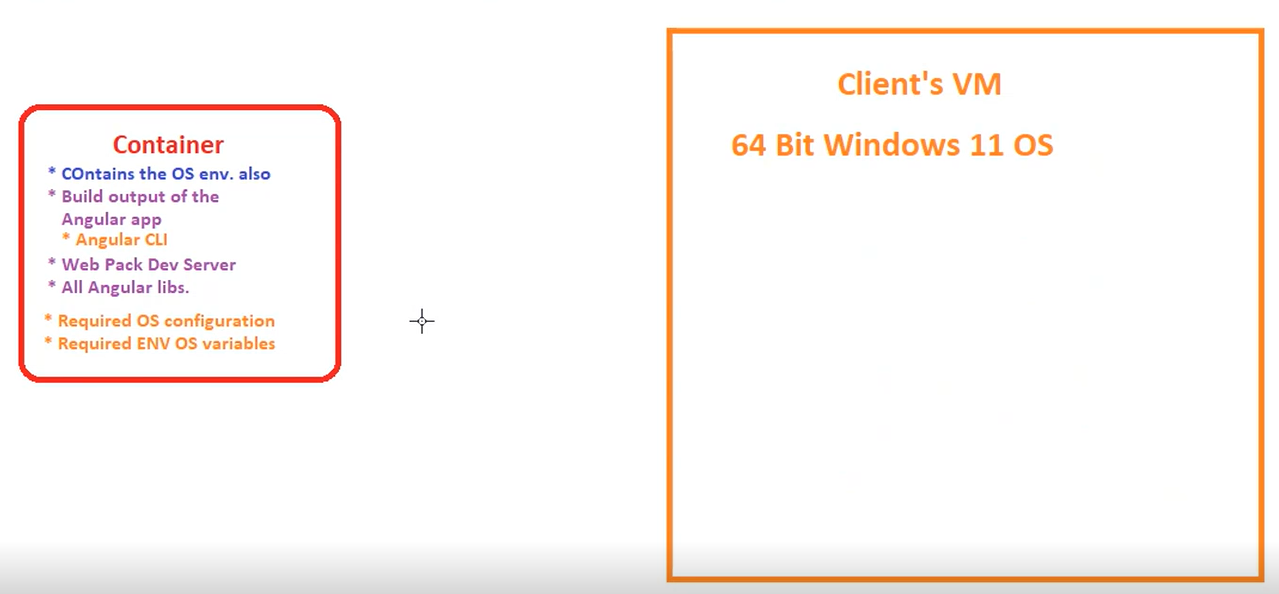 Container
* COntains the OS env. also
* Build output of the
Angular app
* Angular CLI
* Web Pack Dev Server
* All Angular libs.
* Required OS configuration
* Required ENV OS variables
Client's VM
64 Bit Windows 11 OS